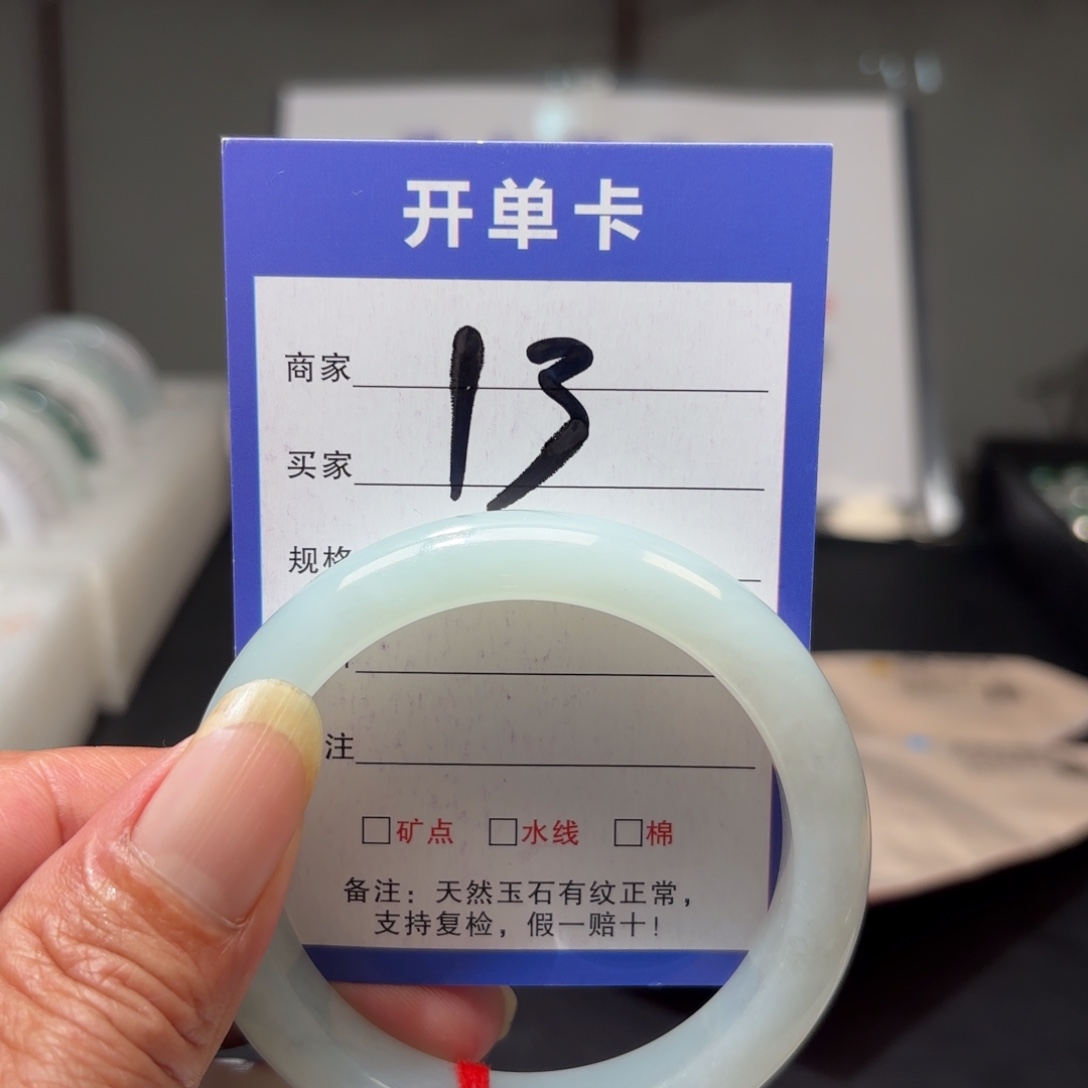 开单卡
13
商家
买家
规格
注
□矿点 □水线 □棉
备注：天然玉石有纹正常，
支持复检，假一赔十！